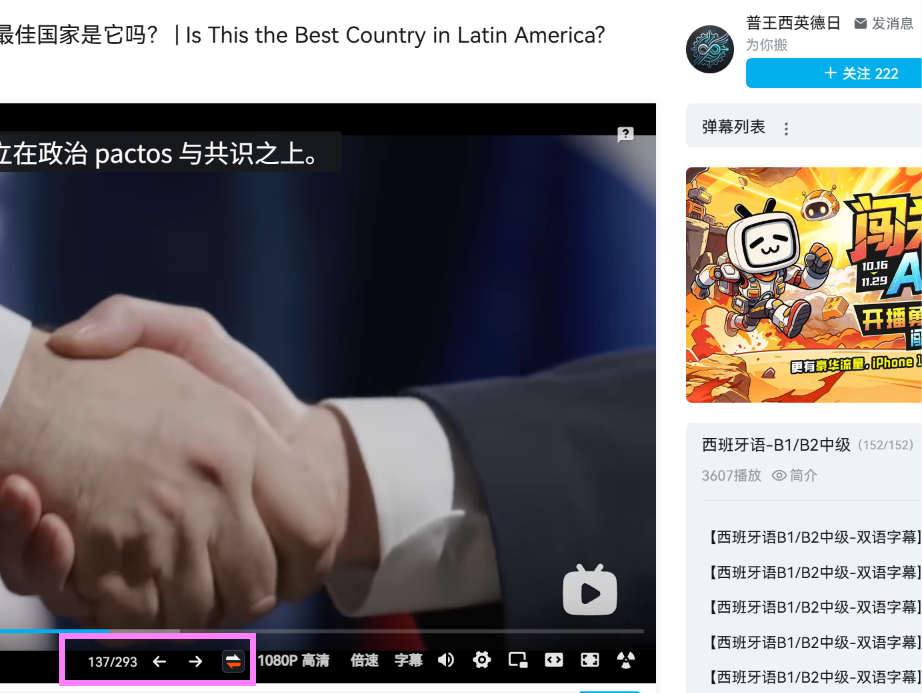 最佳国家是它吗？ | Is This the Best Country in Latin America?
普王西英德日 发消息
为你搬
+ 关注 222
弹幕列表
立在政治 pactos 与共识之上。
10.16
11.29
开播
更有豪华流量，iPhone 1
西班牙语-B1/B2中级 (152/152)
3607播放 简介
【西班牙语B1/B2中级-双语字幕】
【西班牙语B1/B2中级-双语字幕】
【西班牙语B1/B2中级-双语字幕】
【西班牙语B1/B2中级-双语字幕】
【西班牙语B1/B2中级-双语字幕】
137/293 ← → 1080P 高清 倍速 字幕